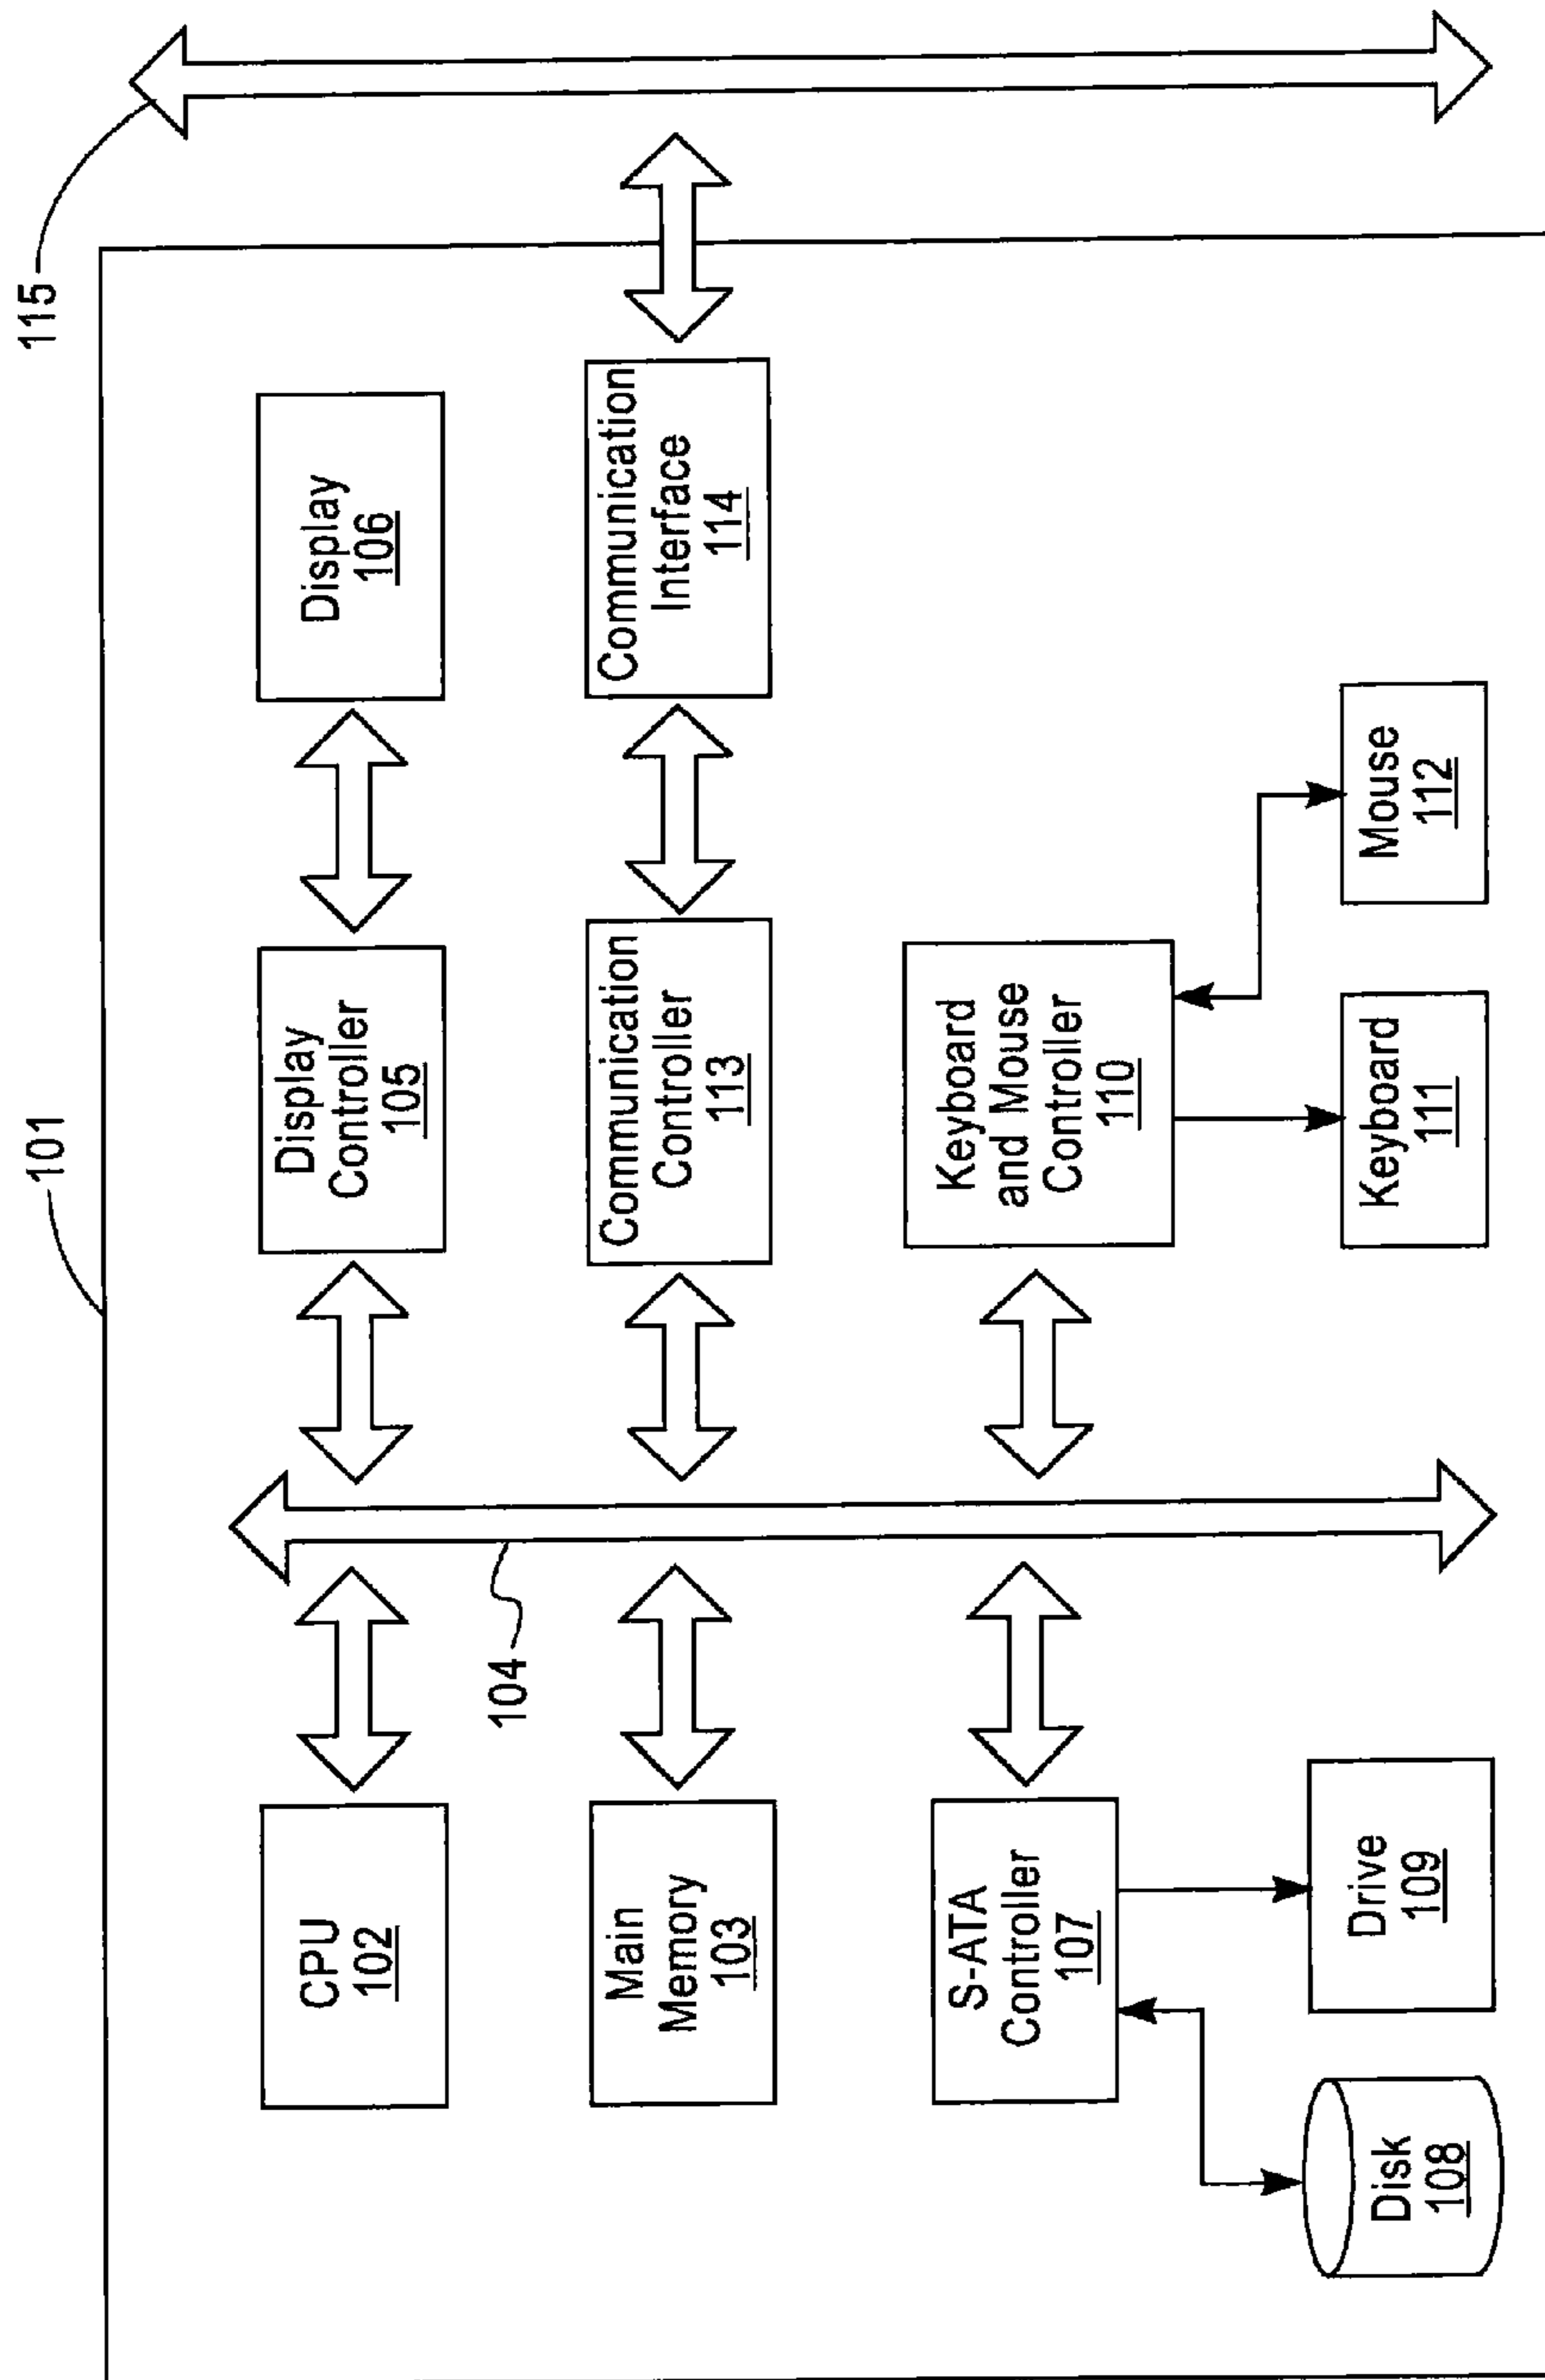 101
115
CPU
102
Display
Controller
105
Display
106
104
Main
Memory
103
Communication
Controller
113
Communication
Interface
114
S-ATA
Controller
107
Keyboard
and Mouse
Controller
110
Disk
108
Drive
109
Keyboard
111
Mouse
112